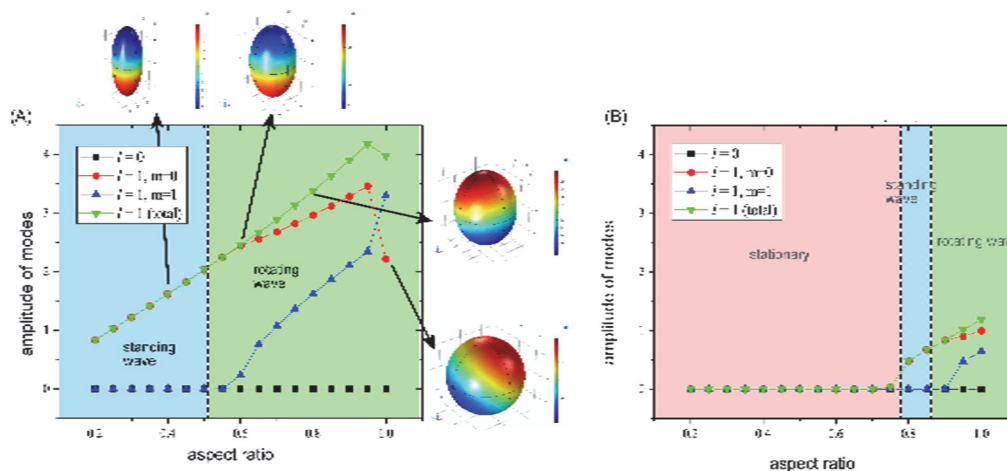 (A)
(B)
4
3
2
1
0
amplitude of modes
l = 0
l = 1, m=0
l = 1, m=1
l = 1 (total)
standing
wave
rotating
wave
0.2
0.4
0.6
0.8
1.0
aspect ratio
4
3
2
1
0
amplitude of modes
l = 0
l = 1, m=0
l = 1, m=1
l = 1 (total)
stationary
standing
wave
rotating wave
0.2
0.4
0.6
0.8
1.0
aspect ratio